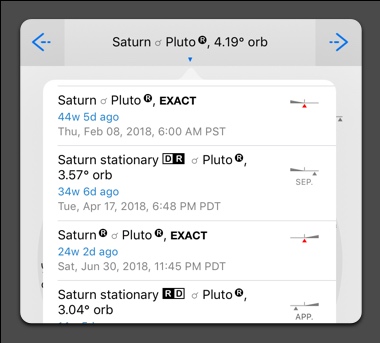 Saturn ☌ Pluto🅡, 4.19° orb
Saturn ☌ Pluto🅡, EXACT
44w 5d ago
Thu, Feb 08, 2018, 6:00 AM PST
Saturn stationary DR ☌ Pluto🅡,
3.57° orb
SEP.
34w 6d ago
Tue, Apr 17, 2018, 6:48 PM PDT
Saturn🅡 ☌ Pluto🅡, EXACT
24w 2d ago
Sat, Jun 30, 2018, 11:45 PM PDT
Saturn stationary RD ☌ Pluto🅡,
3.04° orb
APP.